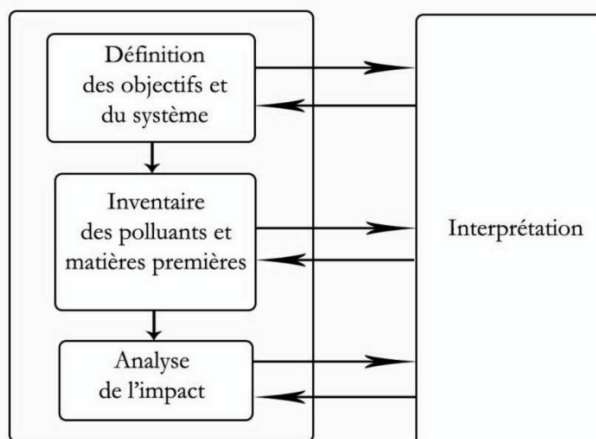 Définition
des objectifs et
du système
Inventaire
des polluants et
matières premières
Analyse
de l'impact
Interprétation